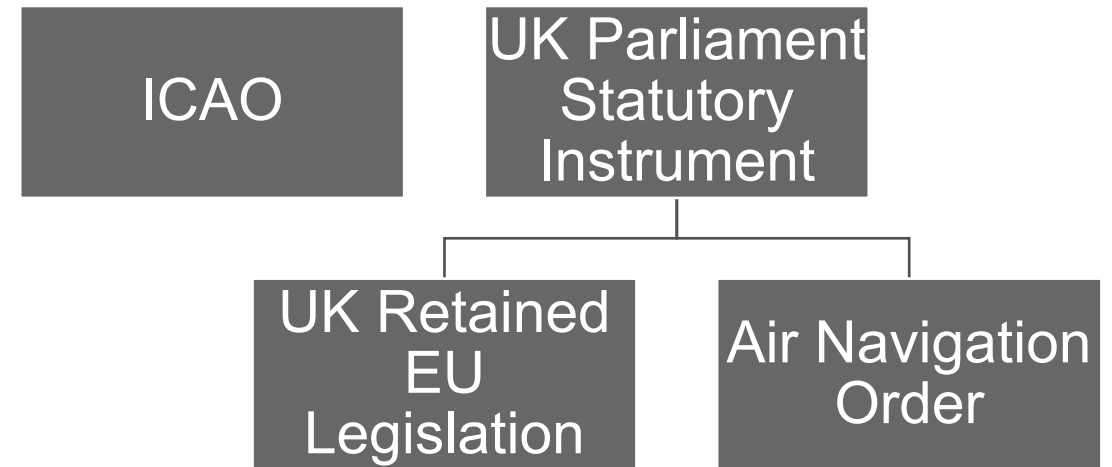 ICAO
UK Parliament
Statutory
Instrument
UK Retained
EU
Legislation
Air Navigation
Order